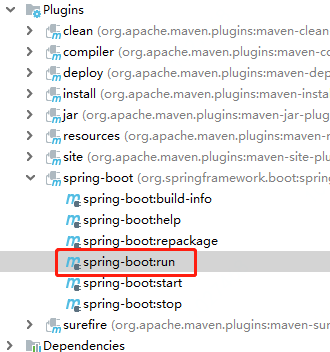 Plugins
clean (org.apache.maven.plugins:maven-clean
compiler (org.apache.maven.plugins:maven-co
deploy (org.apache.maven.plugins:maven-dep
install (org.apache.maven.plugins:maven-insta
jar (org.apache.maven.plugins:maven-jar-plug
resources (org.apache.maven.plugins:maven-r
site (org.apache.maven.plugins:maven-site-pl
spring-boot (org.springframework.boot:spring
spring-boot:build-info
spring-boot:help
spring-boot:repackage
spring-boot:run
spring-boot:start
spring-boot:stop
surefire (org.apache.maven.plugins:maven-sur
Dependencies